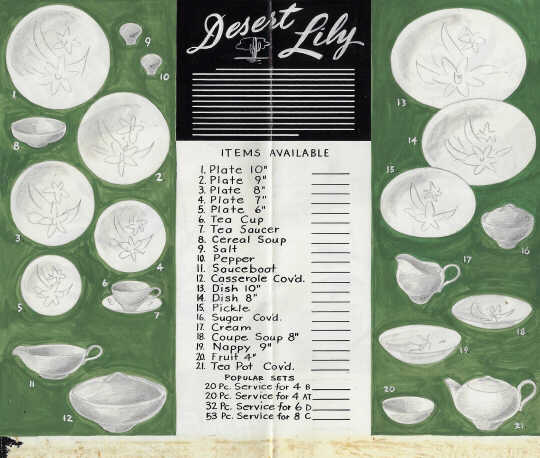 Desert
Lily
ITEMS AVAILABLE
1. Plate 10"
2. Plate 9"
3. Plate 8"
4. Plate 7"
5. Plate 6"
6. Tea Cup
7. Tea Saucer
8. Cereal Soup
9. Salt
10. Pepper
11. Sauceboat
12. Casserole Cov'd.
13. Dish 10"
14. Dish 8"
15. Pickle
16. Sugar Cov'd.
17. Cream
18. Coupe Soup 8"
19. Nappy 9"
20. Fruit 4"
21. Tea Pot Cov'd.
POPULAR SETS
20 Pc. Service for 4 B
20 Pc. Service for 4 AT
32 Pc. Service for 6 D
53 Pc. Service for 8 C
1
9
10
8
2
3
4
5
6
7
11
12
13
14
15
16
17
18
19
20
21